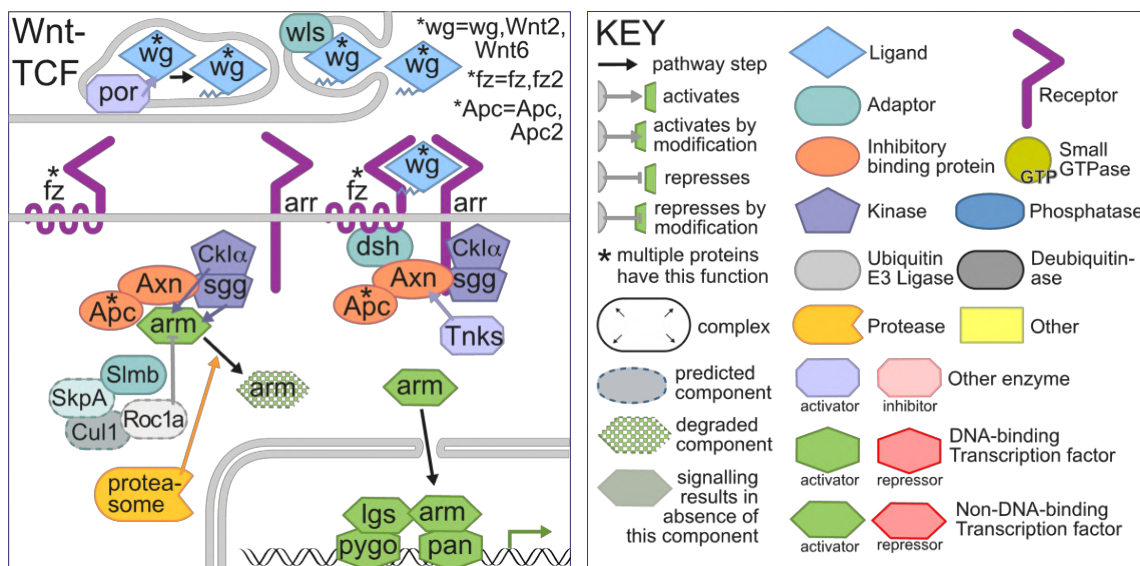 Wnt-
TCF
*
wg
*
wg
por
wls
*
wg
*
wg
*wg=wg,Wnt2,
Wnt6
*fz=fz,fz2
*Apc=Apc,
Apc2
*
fz
arr
*
fz
*
wg
arr
CkIα
sgg
Axn
*
Apc
arm
dsh
CkIα
sgg
Axn
*
Apc
Tnks
Slmb
SkpA
Cul1
Roc1a
arm
arm
protea-
some
lgs
arm
pygo
pan
KEY
pathway step
activates
activates by
modification
represses
represses by
modification
* multiple proteins
have this function
complex
predicted
component
degraded
component
signalling
results in
absence of
this component
Ligand
Adaptor
Inhibitory
binding protein
Kinase
Ubiquitin
E3 Ligase
Protease
Receptor
GTP
Small
GTPase
Phosphatase
Deubiquitin-
ase
Other
Other enzyme
activator
inhibitor
DNA-binding
Transcription factor
activator
repressor
Non-DNA-binding
Transcription factor
activator
repressor